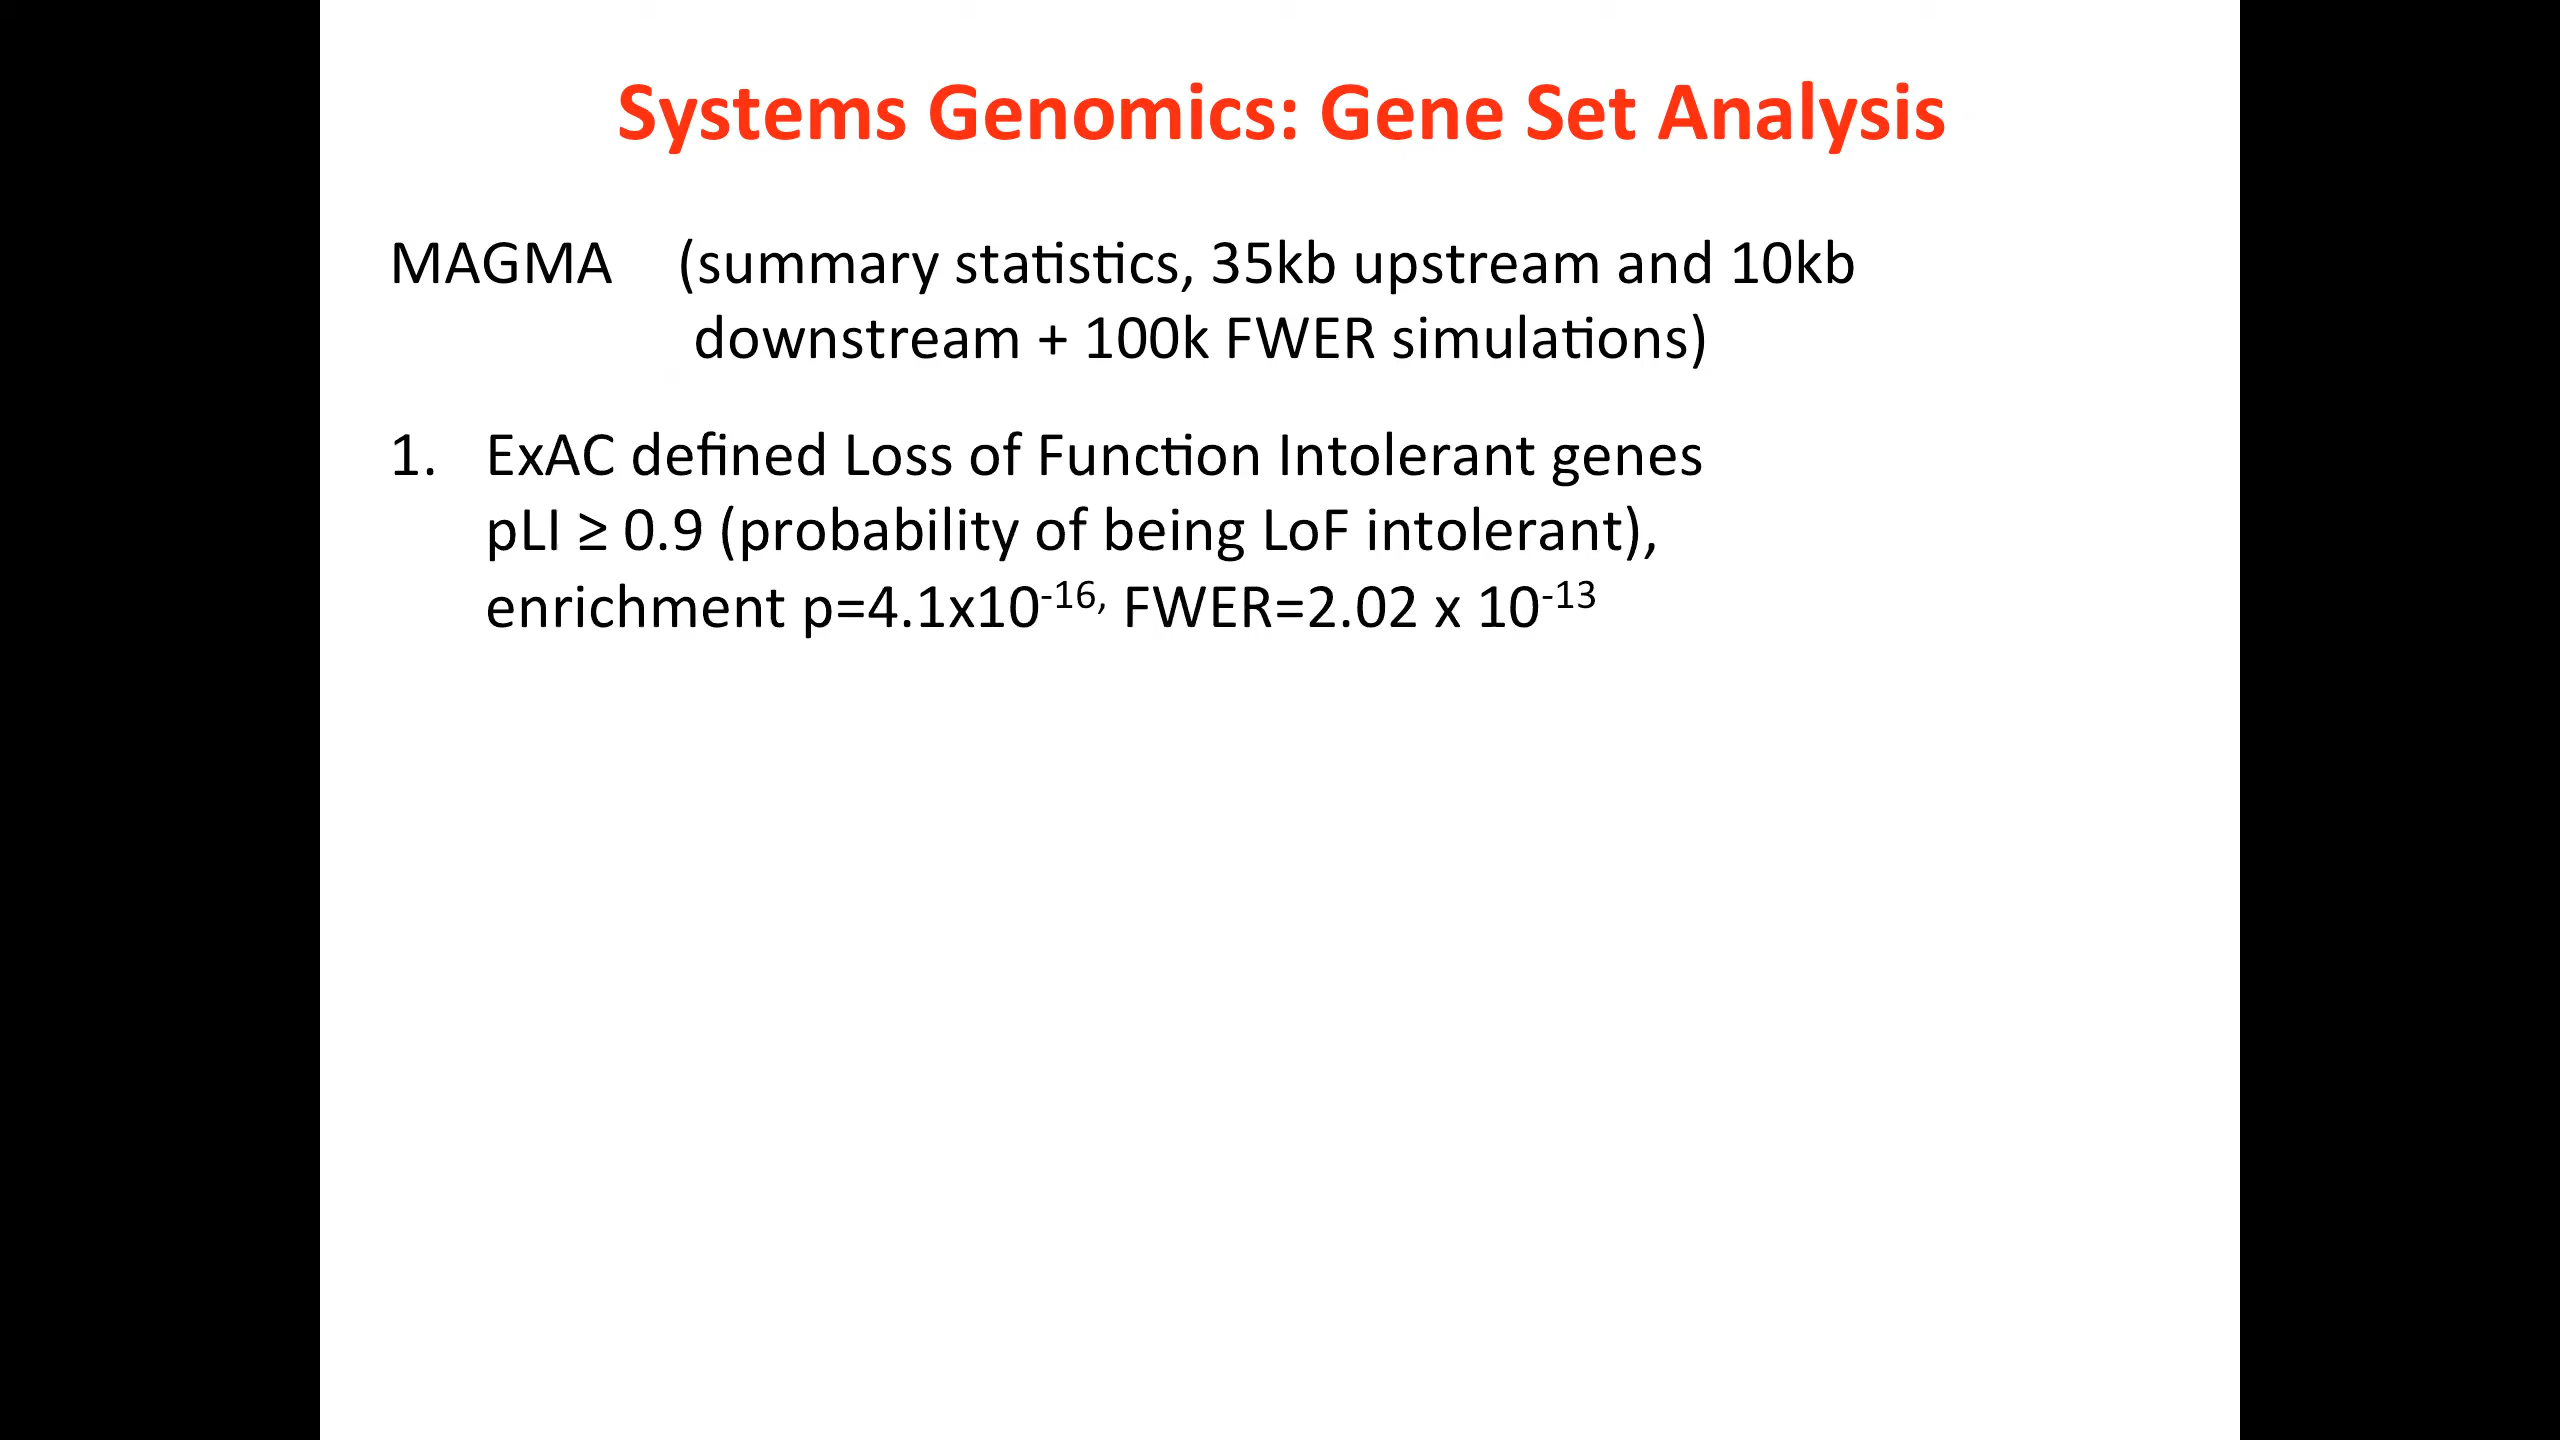 Systems Genomics: Gene Set Analysis
MAGMA (summary statistics, 35kb upstream and 10kb
downstream + 100k FWER simulations)
1. ExAC defined Loss of Function Intolerant genes
pLI ≥ 0.9 (probability of being LoF intolerant),
enrichment p=4.1x10⁻¹⁶, FWER=2.02 x 10⁻¹³